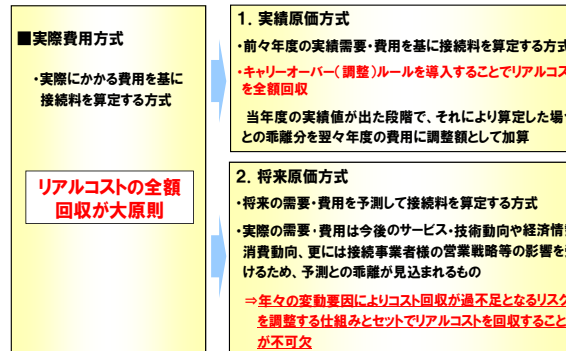 ■実際費用方式
・実際にかかる費用を基に
接続料を算定する方式
リアルコストの全額
回収が大原則
1. 実績原価方式
・前々年度の実績需要・費用を基に接続料を算定する方式
・キャリーオーバー(調整)ルールを導入することでリアルコス
を全額回収
当年度の実績値が出た段階で、それにより算定した場
との乖離分を翌々年度の費用に調整額として加算
2. 将来原価方式
・将来の需要・費用を予測して接続料を算定する方式
・実際の需要・費用は今後のサービス・技術動向や経済情
消費動向、更には接続事業者様の営業戦略等の影響を
けるため、予測との乖離が見込まれるもの
⇒年々の変動要因によりコスト回収が過不足となるリスク
を調整する仕組みとセットでリアルコストを回収すること
が不可欠